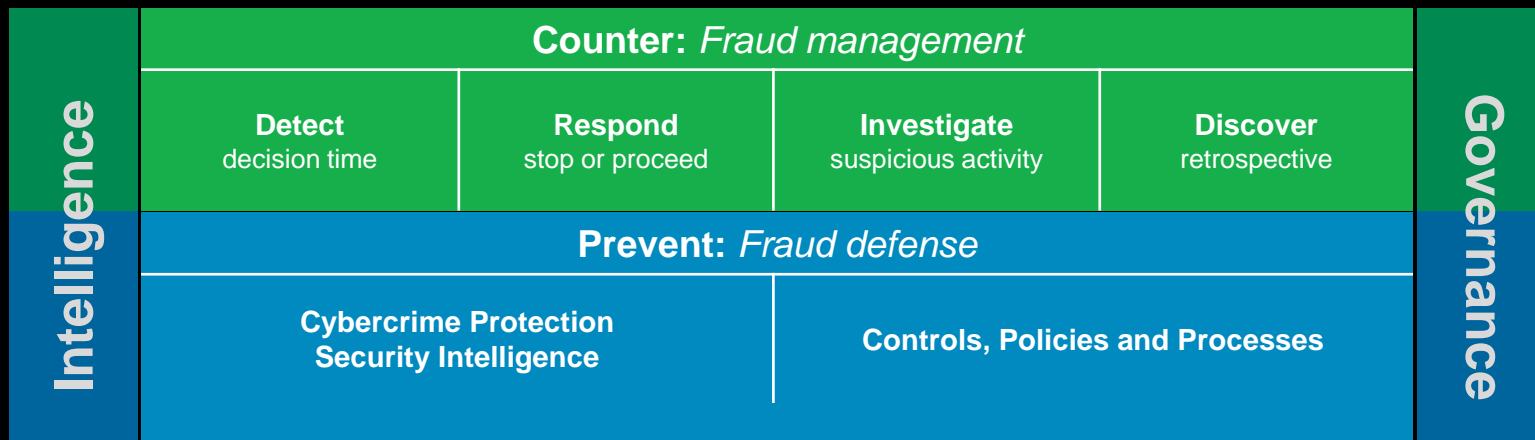 Intelligence
Counter: Fraud management
Detect
decision time
Respond
stop or proceed
Investigate
suspicious activity
Discover
retrospective
Prevent: Fraud defense
Cybercrime Protection
Security Intelligence
Controls, Policies and Processes
Governance